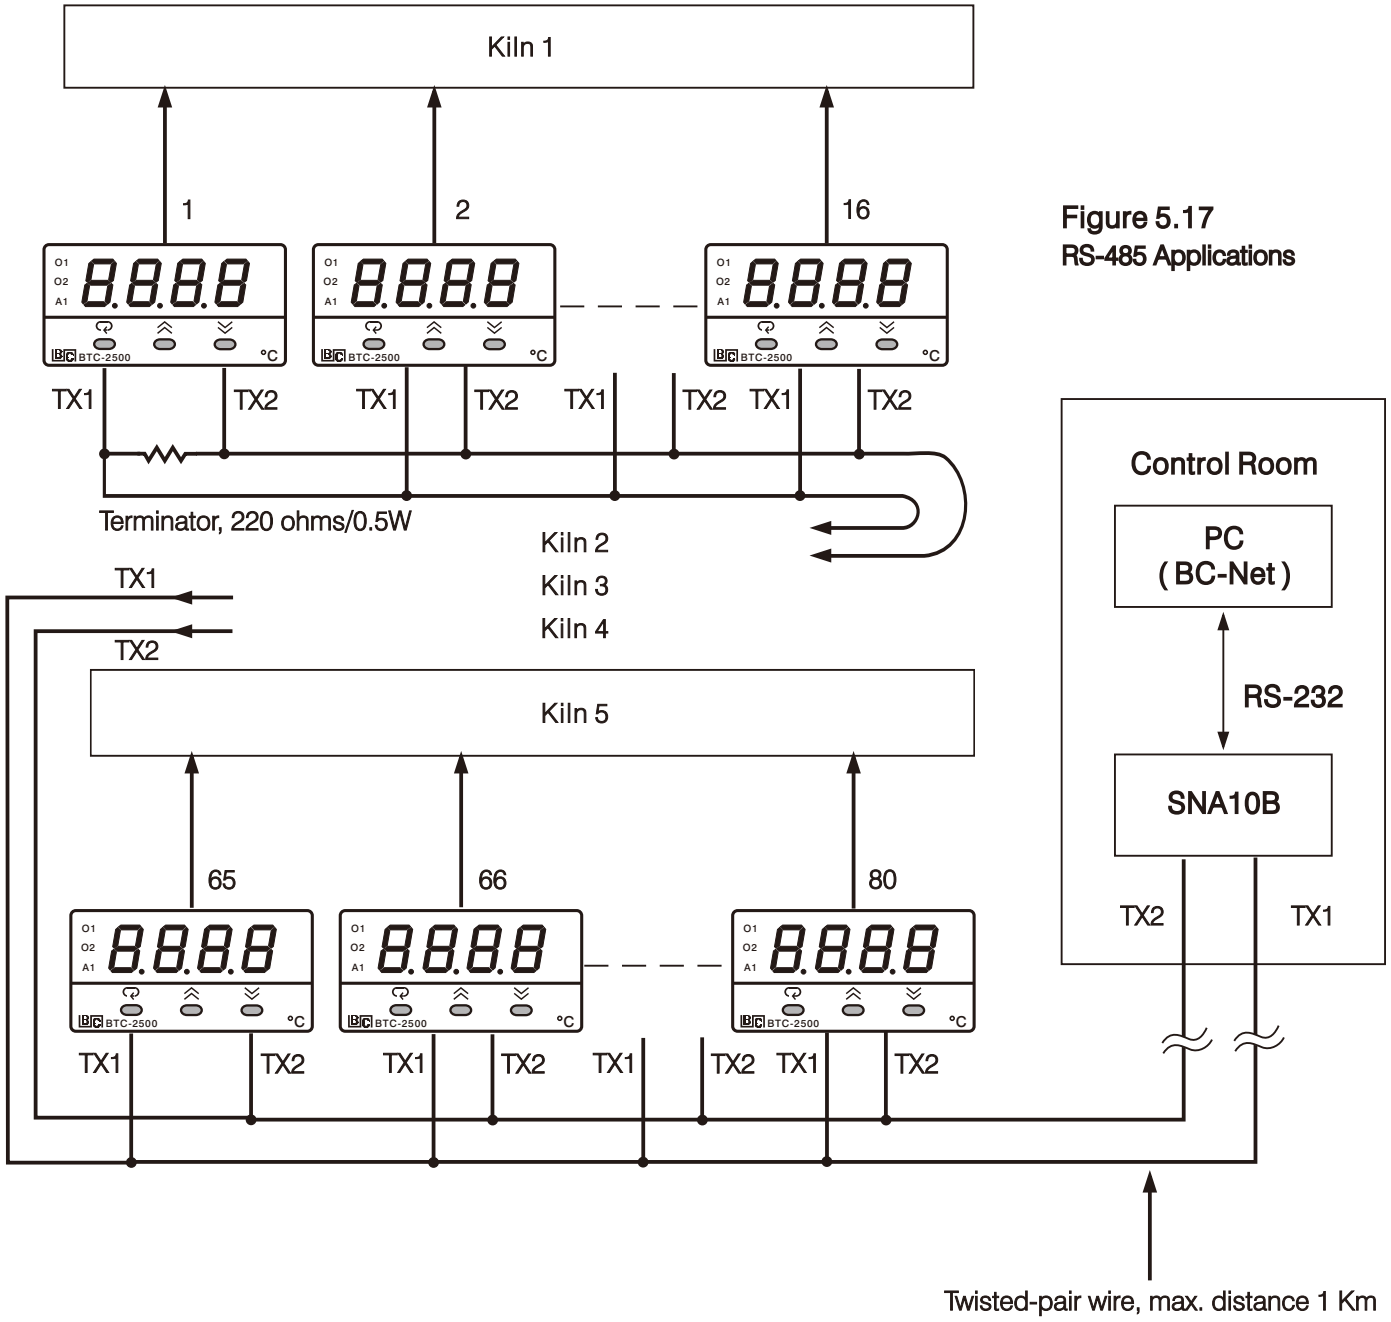 Kiln 1
1
2
16
Figure 5.17
RS-485 Applications
O1
O2
A1
8.8.8.8
BC BTC-2500
°C
O1
O2
A1
8.8.8.8
BC BTC-2500
°C
O1
O2
A1
8.8.8.8
BC BTC-2500
°C
TX1
TX2
TX1
TX2
TX1
TX2
TX1
TX2
Terminator, 220 ohms/0.5W
Kiln 2
Kiln 3
Kiln 4
TX1
TX2
Control Room
PC
( BC-Net )
RS-232
SNA10B
TX2
TX1
Kiln 5
65
66
80
O1
O2
A1
8.8.8.8
BC BTC-2500
°C
O1
O2
A1
8.8.8.8
BC BTC-2500
°C
O1
O2
A1
8.8.8.8
BC BTC-2500
°C
TX1
TX2
TX1
TX2
TX1
TX2
TX1
TX2
Twisted-pair wire, max. distance 1 Km